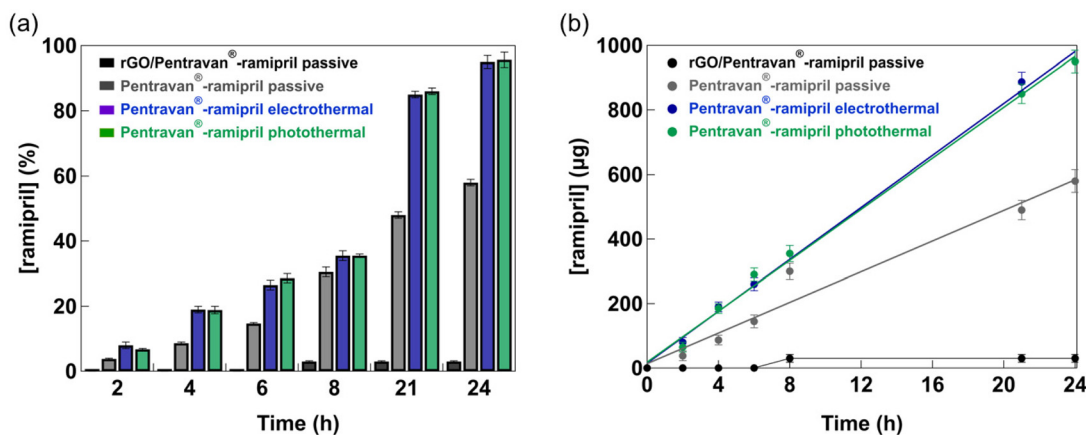 (a)
100
80
60
40
20
0
[ramipril] (%)
rGO/Pentravan®-ramipril passive
Pentravan®-ramipril passive
Pentravan®-ramipril electrothermal
Pentravan®-ramipril photothermal
2 4 6 8 21 24
Time (h)
(b)
1000
800
600
400
200
0
[ramipril] (µg)
rGO/Pentravan®-ramipril passive
Pentravan®-ramipril passive
Pentravan®-ramipril electrothermal
Pentravan®-ramipril photothermal
0 4 8 12 16 20 24
Time (h)